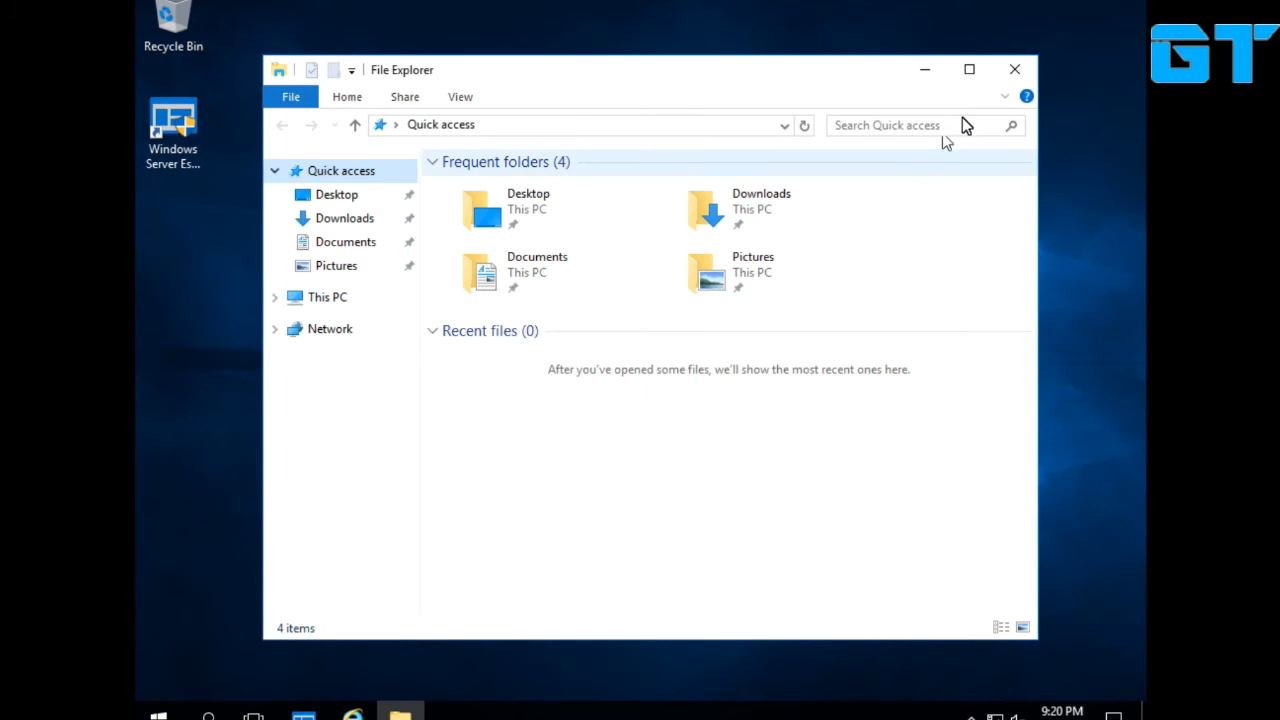 GT
Recycle Bin
Windows
Server Es...
File Explorer
File Home Share View
Quick access
Search Quick access
Quick access
Desktop
Downloads
Documents
Pictures
This PC
Network
Frequent folders (4)
Desktop
This PC
Downloads
This PC
Documents
This PC
Pictures
This PC
Recent files (0)
After you've opened some files, we'll show the most recent ones here.
4 items
9:20 PM